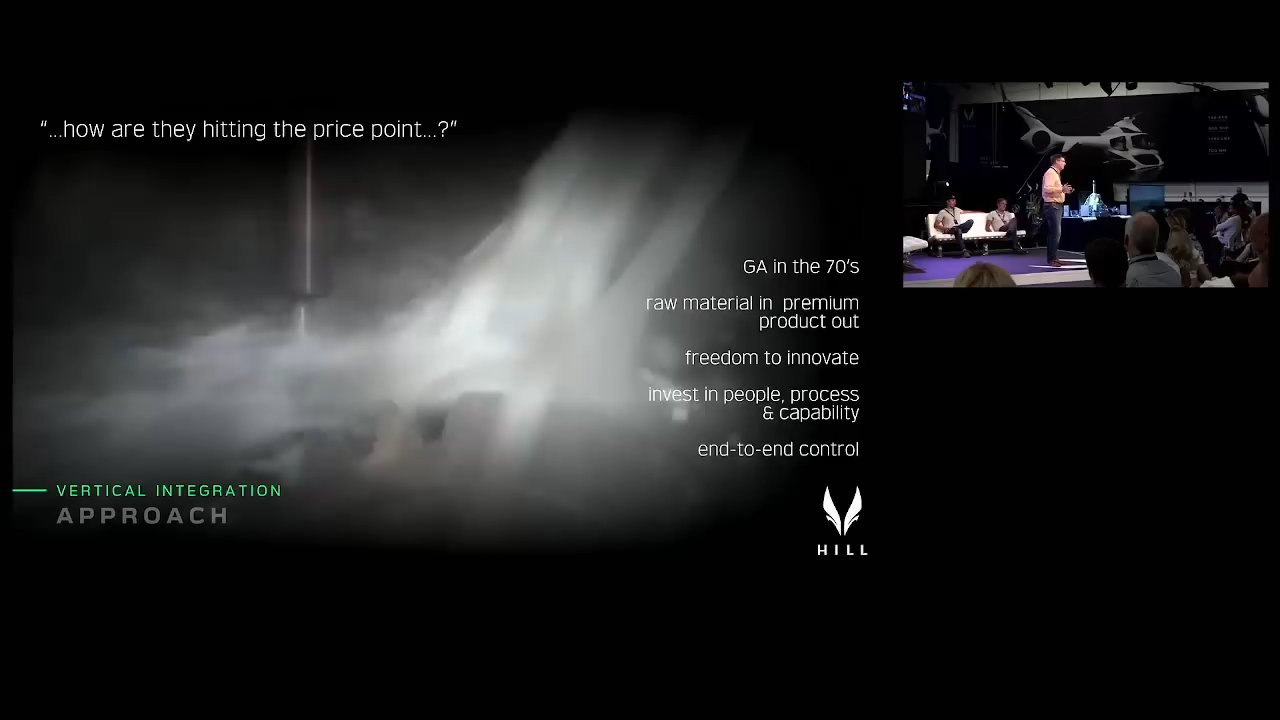 “...how are they hitting the price point...?”
GA in the 70's
raw material in premium
product out
freedom to innovate
invest in people, process
& capability
end-to-end control
VERTICAL INTEGRATION
APPROACH
HILL